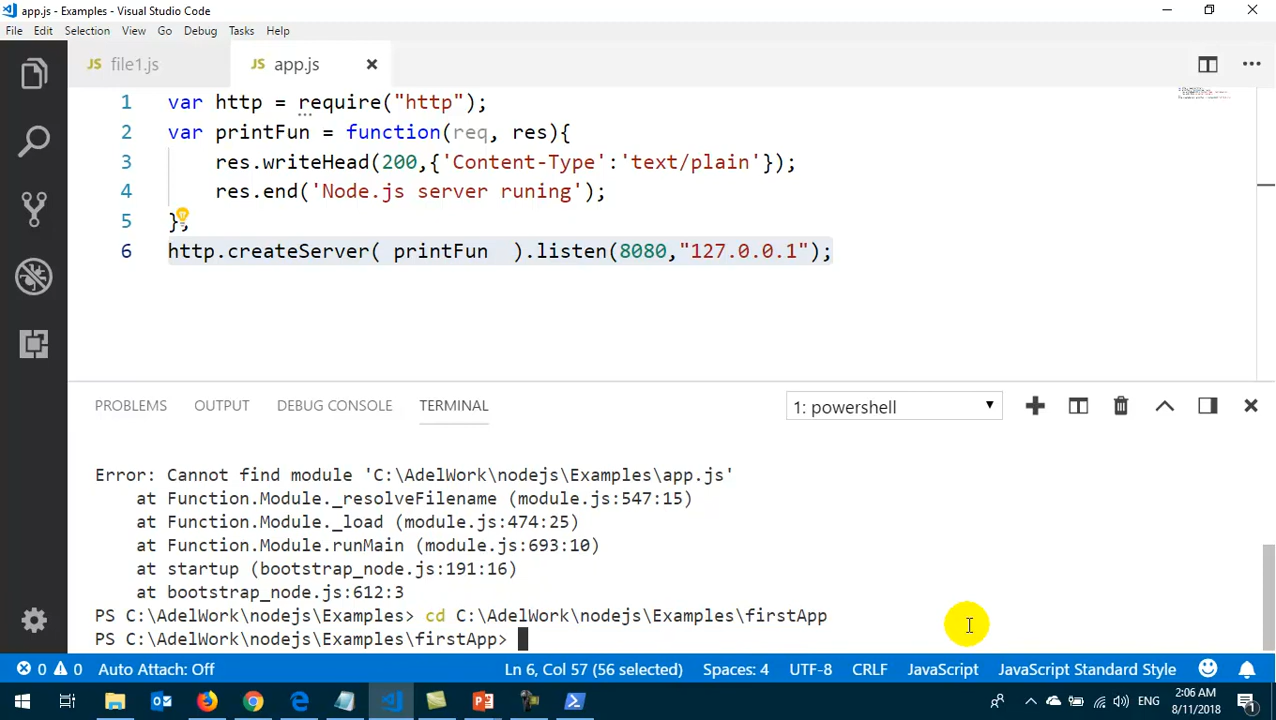 app.js - Examples - Visual Studio Code
File Edit Selection View Go Debug Tasks Help
JS file1.js JS app.js
1 var http = require("http");
2 var printFun = function(req, res){
3 res.writeHead(200,{'Content-Type':'text/plain'});
4 res.end('Node.js server runing');
5 };
6 http.createServer( printFun ).listen(8080,"127.0.0.1");
PROBLEMS OUTPUT DEBUG CONSOLE TERMINAL 1: powershell
Error: Cannot find module 'C:\AdelWork\nodejs\Examples\app.js'
at Function.Module._resolveFilename (module.js:547:15)
at Function.Module._load (module.js:474:25)
at Function.Module.runMain (module.js:693:10)
at startup (bootstrap_node.js:191:16)
at bootstrap_node.js:612:3
PS C:\AdelWork\nodejs\Examples> cd C:\AdelWork\nodejs\Examples\firstApp
PS C:\AdelWork\nodejs\Examples\firstApp>
0 0 Auto Attach: Off Ln 6, Col 57 (56 selected) Spaces: 4 UTF-8 CRLF JavaScript JavaScript Standard Style
ENG 2:06 AM
8/11/2018 1